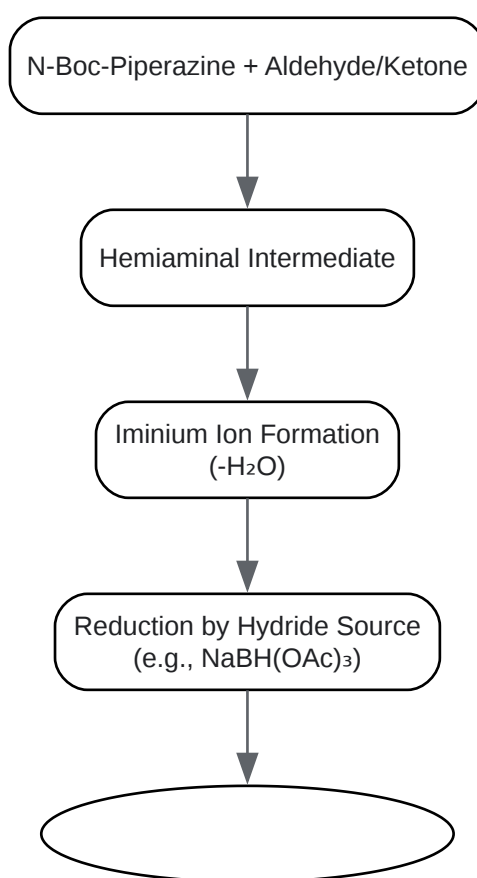 N-Boc-Piperazine + Aldehyde/Ketone
Hemiaminal Intermediate
Iminium Ion Formation
(-H₂O)
Reduction by Hydride Source
(e.g., NaBH(OAc)₃)